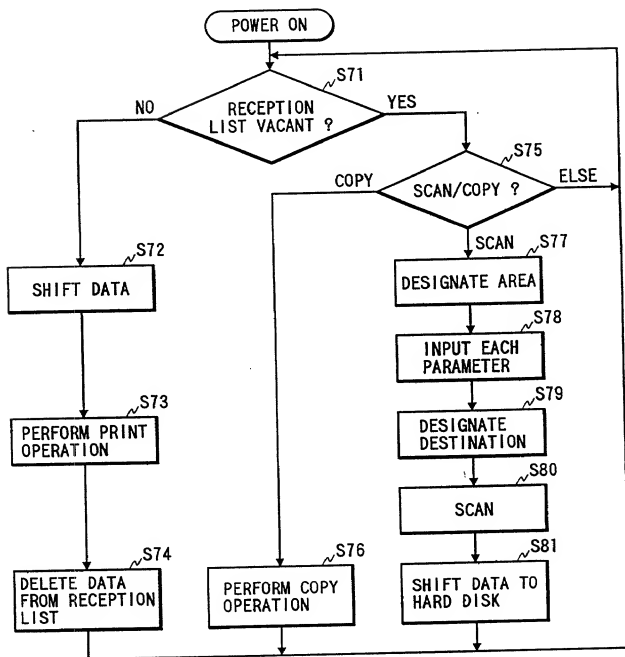 POWER ON
S71
NO
RECEPTION
LIST VACANT ?
YES
S75
COPY
SCAN/COPY ?
ELSE
SCAN
S72
SHIFT DATA
S77
DESIGNATE AREA
S78
INPUT EACH
PARAMETER
S73
PERFORM PRINT
OPERATION
S79
DESIGNATE
DESTINATION
S80
SCAN
S74
DELETE DATA
FROM RECEPTION
LIST
S76
PERFORM COPY
OPERATION
S81
SHIFT DATA TO
HARD DISK